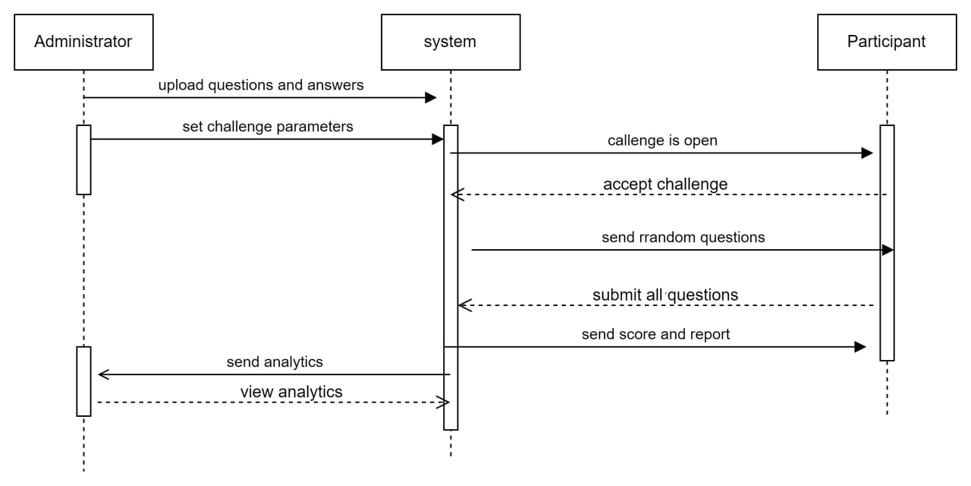 Administrator
system
Participant
upload questions and answers
set challenge parameters
callenge is open
accept challenge
send rrandom questions
submit all questions
send score and report
send analytics
view analytics